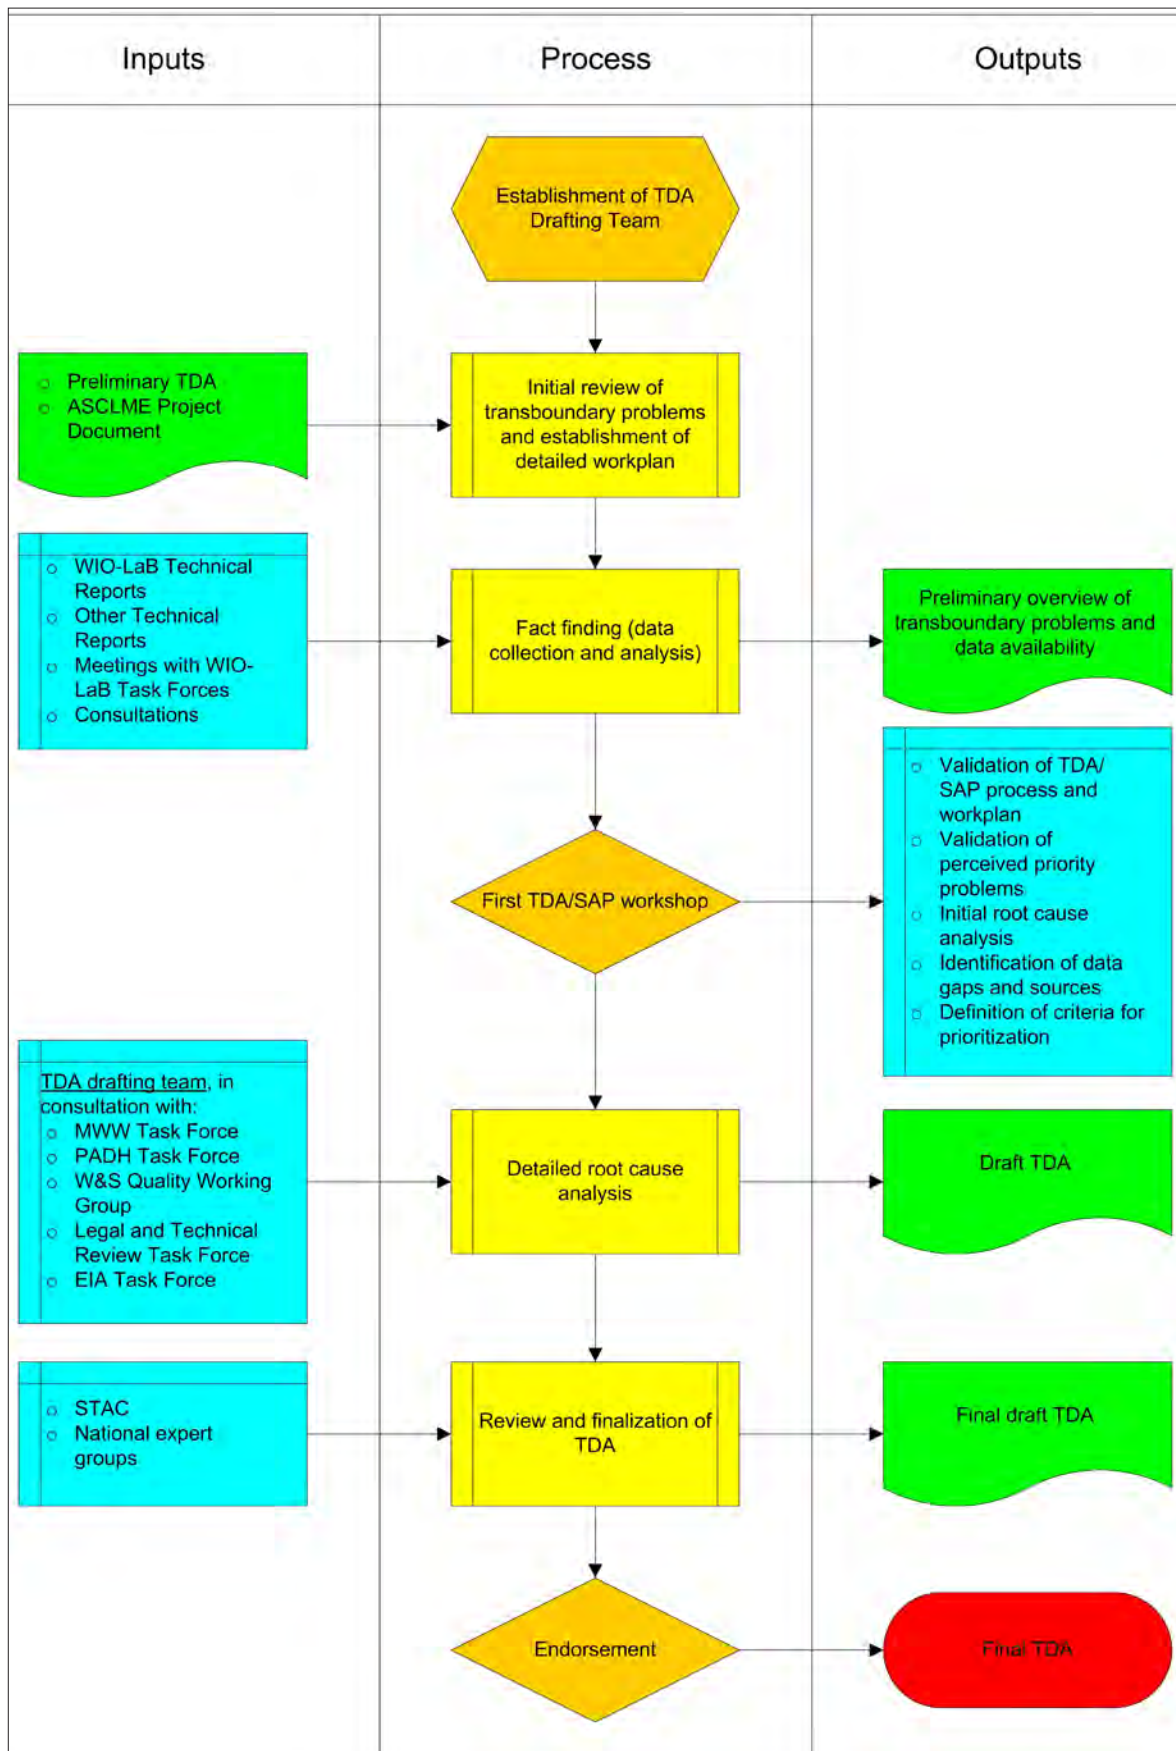 Inputs
Process
Outputs
Establishment of TDA
Drafting Team
Preliminary TDA
ASCLME Project
Document
Initial review of
transboundary problems
and establishment of
detailed workplan
WIO-LaB Technical
Reports
Other Technical
Reports
Meetings with WIO-
LaB Task Forces
Consultations
Fact finding (data
collection and analysis)
Preliminary overview of
transboundary problems and
data availability
First TDA/SAP workshop
Validation of TDA/
SAP process and
workplan
Validation of
perceived priority
problems
Initial root cause
analysis
Identification of data
gaps and sources
Definition of criteria for
prioritization
TDA drafting team, in
consultation with:
MWW Task Force
PADH Task Force
W&S Quality Working
Group
Legal and Technical
Review Task Force
EIA Task Force
Detailed root cause
analysis
Draft TDA
STAC
National expert
groups
Review and finalization of
TDA
Final draft TDA
Endorsement
Final TDA